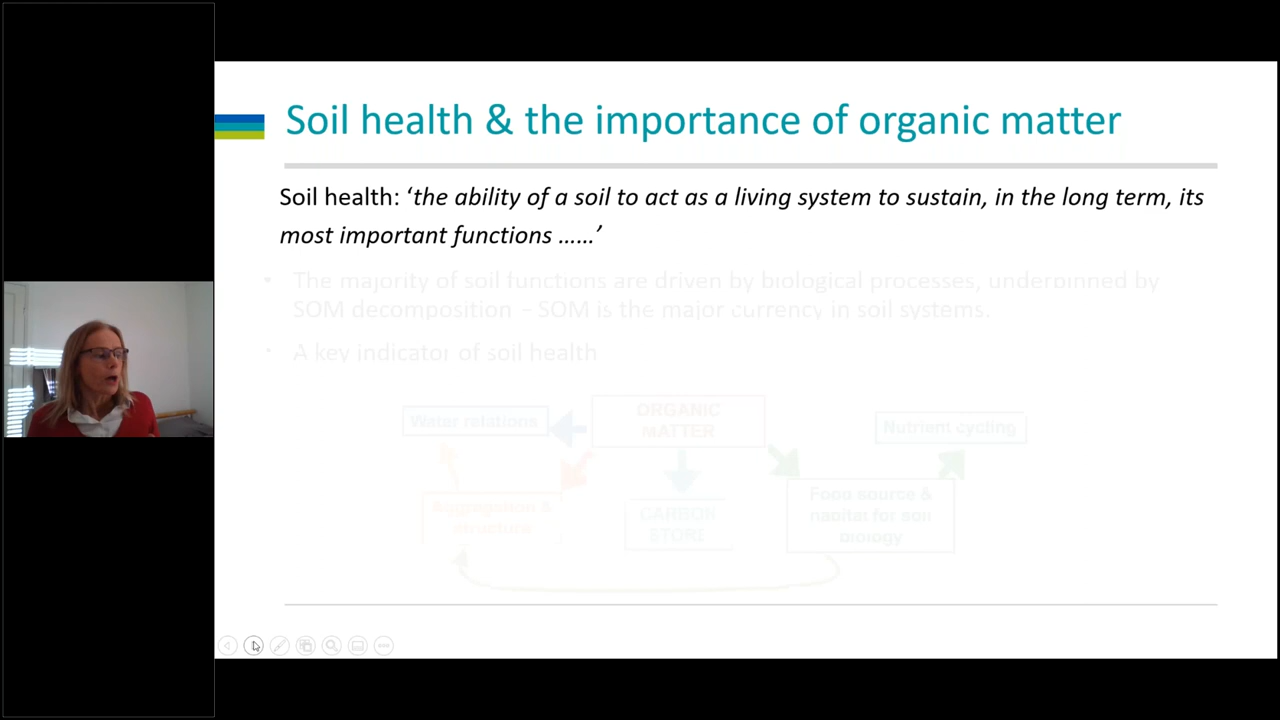 Soil health & the importance of organic matter
Soil health: ‘the ability of a soil to act as a living system to sustain, in the long term, its
most important functions ……’
• The majority of soil functions are driven by biological processes, underpinned by
SOM decomposition – SOM is the major currency in soil systems.
• A key indicator of soil health
Water relations
ORGANIC
MATTER
Nutrient cycling
Aggregation &
structure
CARBON
STORE
Food source &
habitat for soil
biology